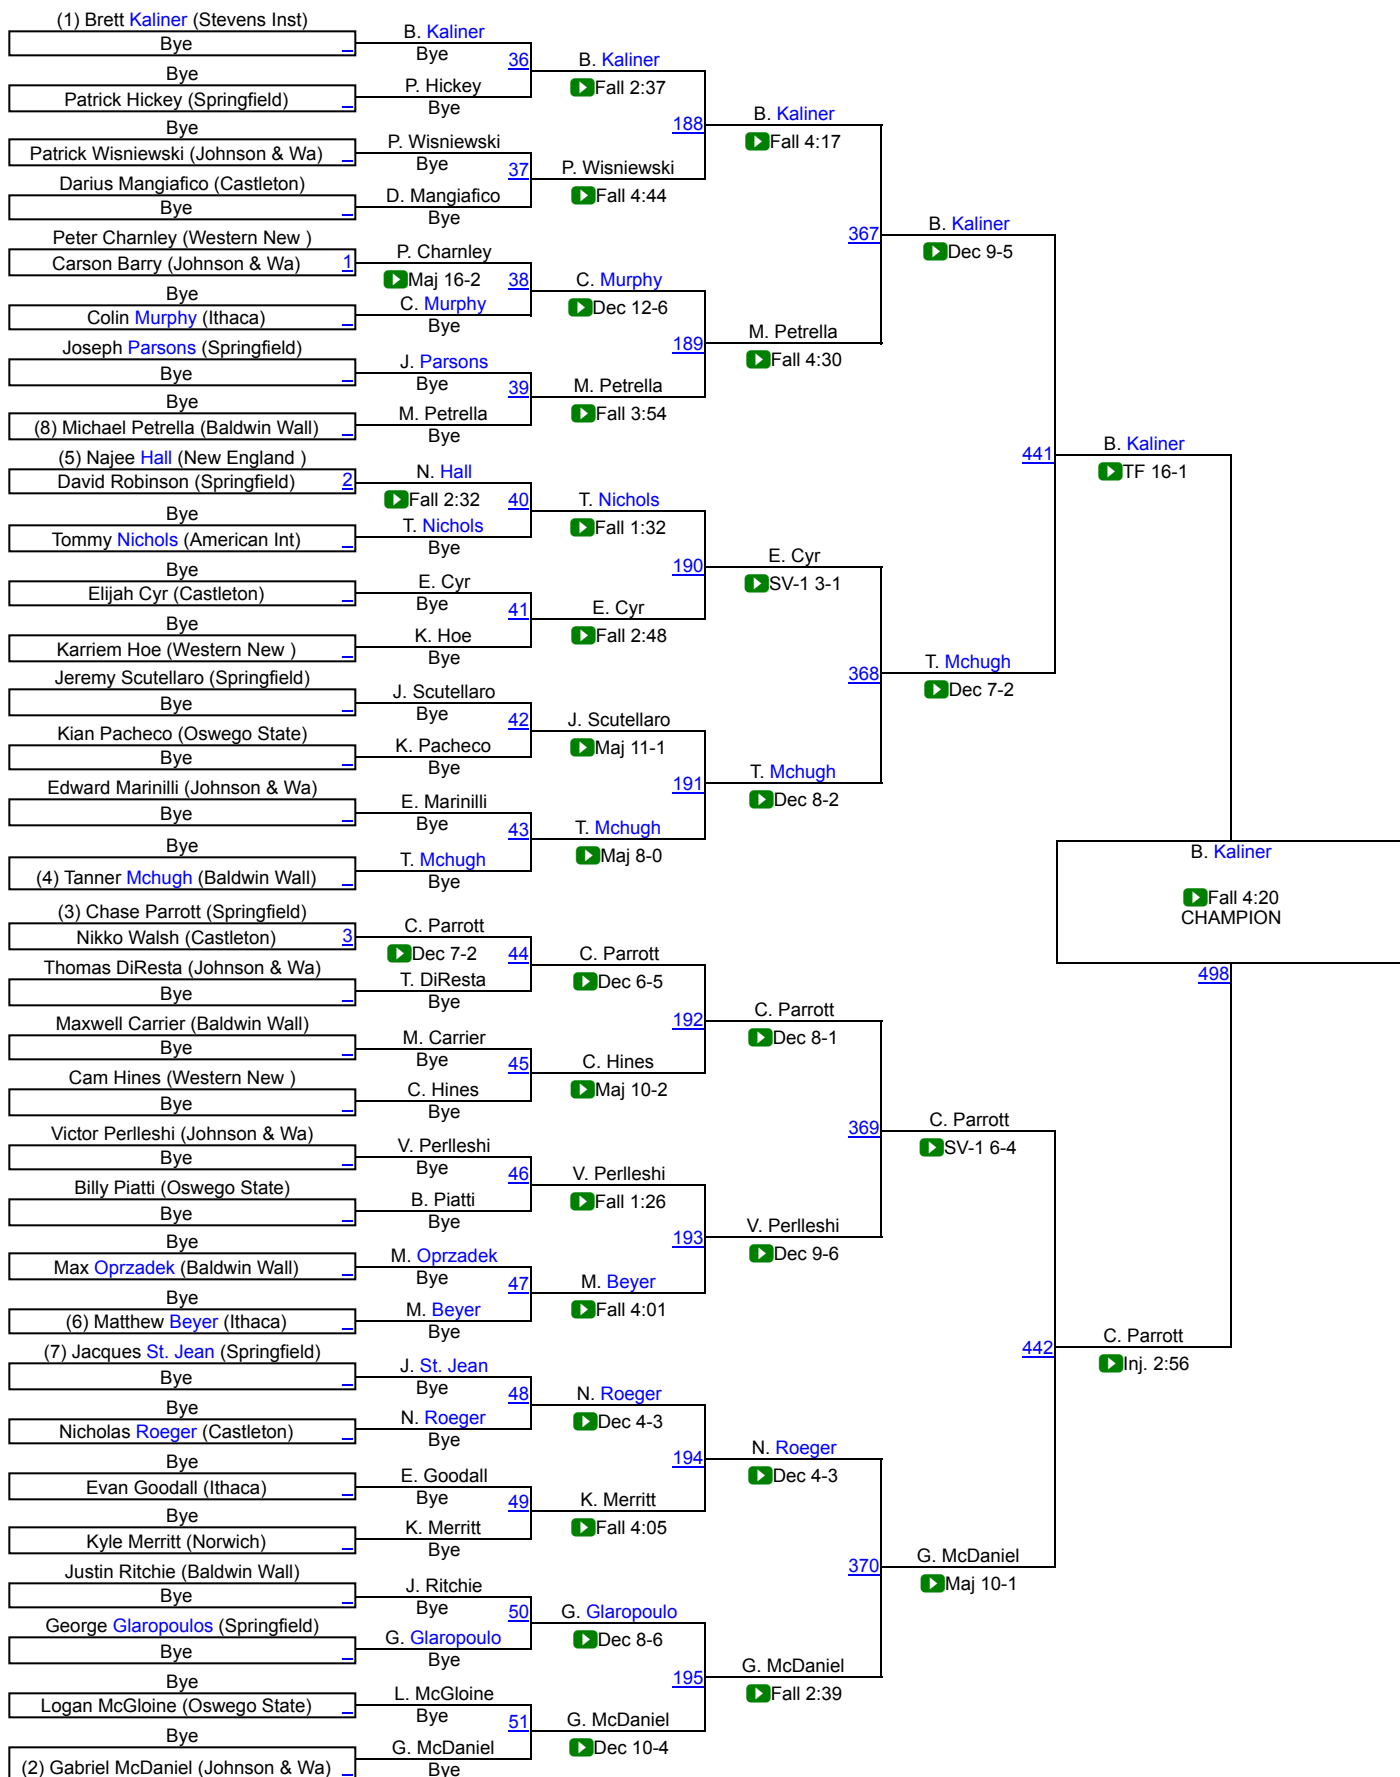 (1) Brett Kaliner (Stevens Inst)
Bye
Bye
Patrick Hickey (Springfield)
Bye
Patrick Wisniewski (Johnson & Wa)
Darius Mangiafico (Castleton)
Bye
Peter Charnley (Western New )
Carson Barry (Johnson & Wa) 1
Bye
Colin Murphy (Ithaca)
Joseph Parsons (Springfield)
Bye
Bye
(8) Michael Petrella (Baldwin Wall)
(5) Najee Hall (New England )
David Robinson (Springfield) 2
Bye
Tommy Nichols (American Int)
Bye
Elijah Cyr (Castleton)
Bye
Karriem Hoe (Western New )
Jeremy Scutellaro (Springfield)
Bye
Kian Pacheco (Oswego State)
Bye
Edward Marinilli (Johnson & Wa)
Bye
Bye
(4) Tanner Mchugh (Baldwin Wall)
(3) Chase Parrott (Springfield)
Nikko Walsh (Castleton) 3
Thomas DiResta (Johnson & Wa)
Bye
Maxwell Carrier (Baldwin Wall)
Bye
Cam Hines (Western New )
Bye
Victor Perlleshi (Johnson & Wa)
Bye
Billy Piatti (Oswego State)
Bye
Bye
Max Oprzadek (Baldwin Wall)
Bye
(6) Matthew Beyer (Ithaca)
(7) Jacques St. Jean (Springfield)
Bye
Bye
Nicholas Roeger (Castleton)
Bye
Evan Goodall (Ithaca)
Bye
Kyle Merritt (Norwich)
Justin Ritchie (Baldwin Wall)
Bye
George Glaropoulos (Springfield)
Bye
Bye
Logan McGloine (Oswego State)
Bye
(2) Gabriel McDaniel (Johnson & Wa)
B. Kaliner
Bye
36
P. Hickey
Bye
P. Wisniewski
Bye
37
D. Mangiafico
Bye
P. Charnley
Maj 16-2
38
C. Murphy
Bye
J. Parsons
Bye
39
M. Petrella
Bye
N. Hall
Fall 2:32
40
T. Nichols
Bye
E. Cyr
Bye
41
K. Hoe
Bye
J. Scutellaro
Bye
42
K. Pacheco
Bye
E. Marinilli
Bye
43
T. Mchugh
Bye
C. Parrott
Dec 7-2
44
T. DiResta
Bye
M. Carrier
Bye
45
C. Hines
Bye
V. Perlleshi
Bye
46
B. Piatti
Bye
M. Oprzadek
Bye
47
M. Beyer
Bye
J. St. Jean
Bye
48
N. Roeger
Bye
E. Goodall
Bye
49
K. Merritt
Bye
J. Ritchie
Bye
50
G. Glaropoulo
Bye
L. McGloine
Bye
51
G. McDaniel
Bye
B. Kaliner
Fall 2:37
188
P. Wisniewski
Fall 4:44
C. Murphy
Dec 12-6
189
M. Petrella
Fall 3:54
T. Nichols
Fall 1:32
190
E. Cyr
Fall 2:48
J. Scutellaro
Maj 11-1
191
T. Mchugh
Maj 8-0
C. Parrott
Dec 6-5
192
C. Hines
Maj 10-2
V. Perlleshi
Fall 1:26
193
M. Beyer
Fall 4:01
N. Roeger
Dec 4-3
194
K. Merritt
Fall 4:05
G. Glaropoulo
Dec 8-6
195
G. McDaniel
Dec 10-4
B. Kaliner
Fall 4:17
367
M. Petrella
Fall 4:30
E. Cyr
SV-1 3-1
368
T. Mchugh
Dec 8-2
C. Parrott
Dec 8-1
369
V. Perlleshi
Dec 9-6
N. Roeger
Dec 4-3
370
G. McDaniel
Fall 2:39
B. Kaliner
Dec 9-5
441
T. Mchugh
Dec 7-2
C. Parrott
SV-1 6-4
442
G. McDaniel
Maj 10-1
B. Kaliner
TF 16-1
C. Parrott
Inj. 2:56
B. Kaliner
Fall 4:20
CHAMPION
498